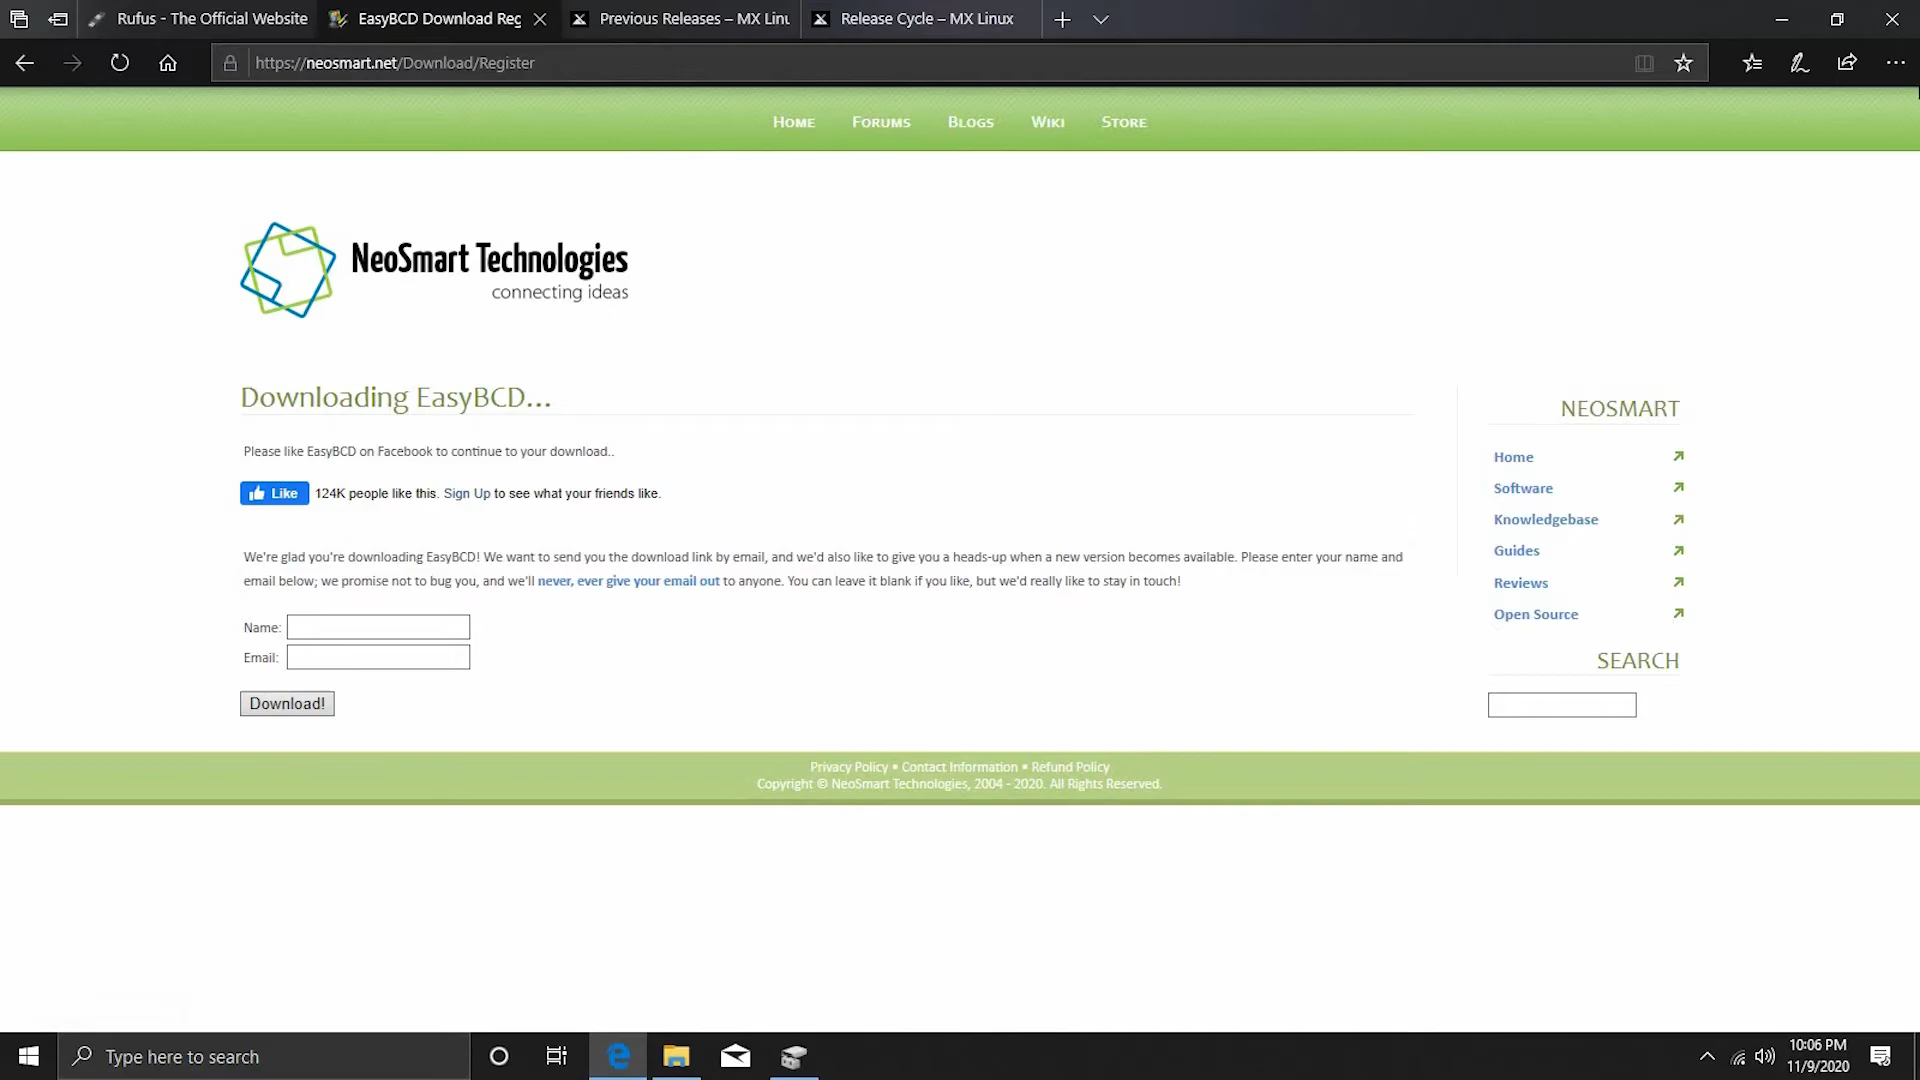 Rufus - The Official Website
EasyBCD Download Reg
Previous Releases – MX Linu
Release Cycle – MX Linux
https://neosmart.net/Download/Register
Home Forums Blogs Wiki Store
NeoSmart Technologies
connecting ideas
Downloading EasyBCD...
Please like EasyBCD on Facebook to continue to your download..
Like 124K people like this. Sign Up to see what your friends like.
We're glad you're downloading EasyBCD! We want to send you the download link by email, and we'd also like to give you a heads-up when a new version becomes available. Please enter your name and
email below; we promise not to bug you, and we'll never, ever give your email out to anyone. You can leave it blank if you like, but we'd really like to stay in touch!
Name:
Email:
Download!
NEOSMART
Home
Software
Knowledgebase
Guides
Reviews
Open Source
SEARCH
Privacy Policy • Contact Information • Refund Policy
Copyright © NeoSmart Technologies, 2004 - 2020. All Rights Reserved.
Type here to search
10:06 PM
11/9/2020